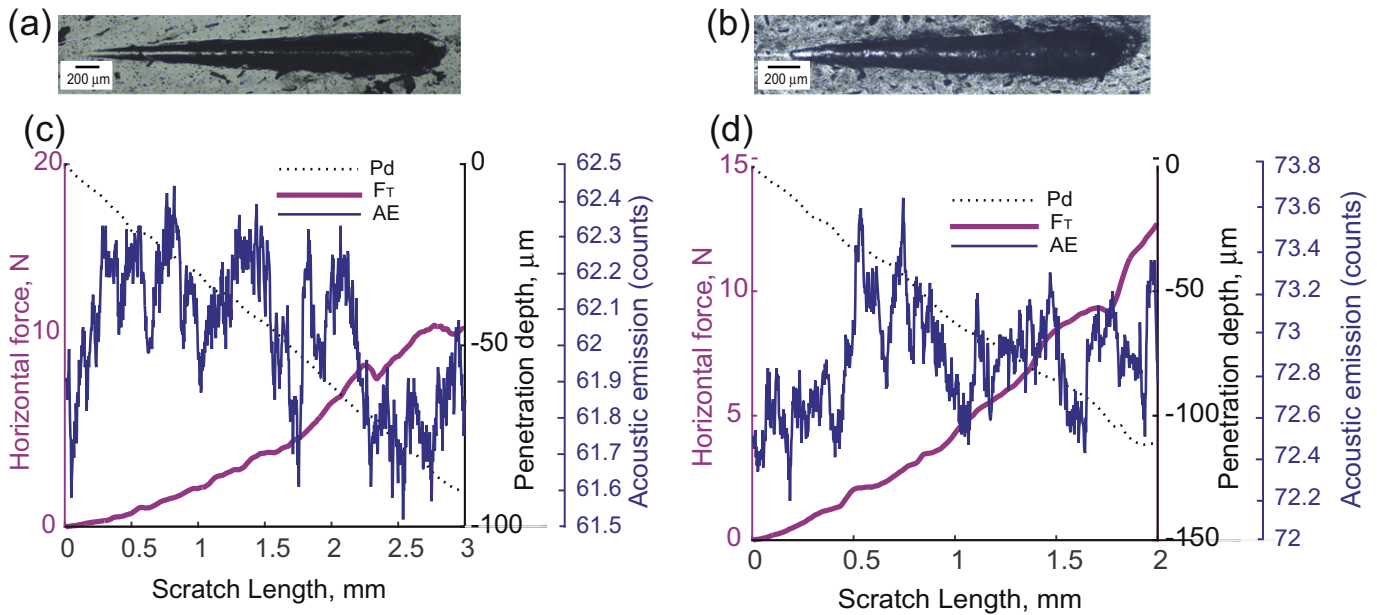 (a)
200 μm
(b)
200 μm
(c)
Pd
FT
AE
20
10
0
Horizontal force, N
0
-50
-100
Penetration depth, μm
62.5
62.4
62.3
62.2
62.1
62
61.9
61.8
61.7
61.6
61.5
Acoustic emission (counts)
0
0.5
1
1.5
2
2.5
3
Scratch Length, mm
(d)
Pd
FT
AE
15
10
5
0
Horizontal force, N
0
-50
-100
-150
Penetration depth, μm
73.8
73.6
73.5
73.2
73
72.9
72.6
72.4
72.2
72
Acoustic emission (counts)
0
0.5
1
1.5
2
Scratch Length, mm